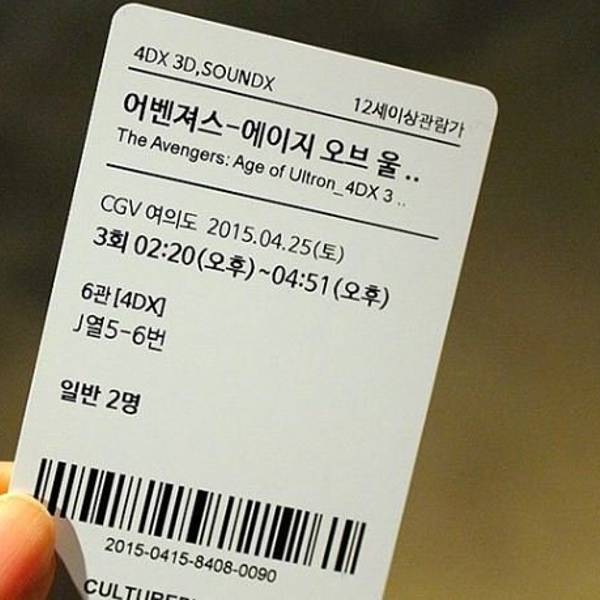 4DX 3D,SOUNDX
12세이상관람가
어벤져스-에이지 오브 울..
The Avengers: Age of Ultron_4DX 3 ..
CGV 여의도 2015.04.25(토)
3회 02:20(오후)~04:51(오후)
6관[4DX]
J열5-6번
일반 2명
2015-0415-8408-0090